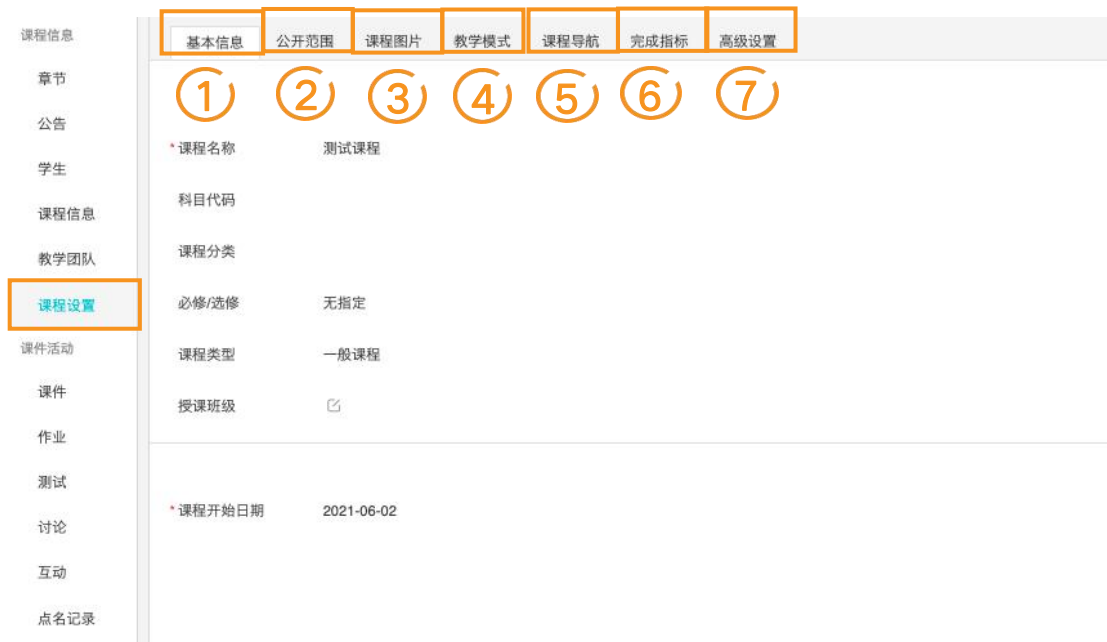 课程信息
章节
公告
学生
课程信息
教学团队
课程设置
课件活动
课件
作业
测试
讨论
互动
点名记录
基本信息 公开范围 课程图片 教学模式 课程导航 完成指标 高级设置
1 2 3 4 5 6 7
*课程名称 测试课程
科目代码
课程分类
必修/选修 无指定
课程类型 一般课程
授课班级
*课程开始日期 2021-06-02